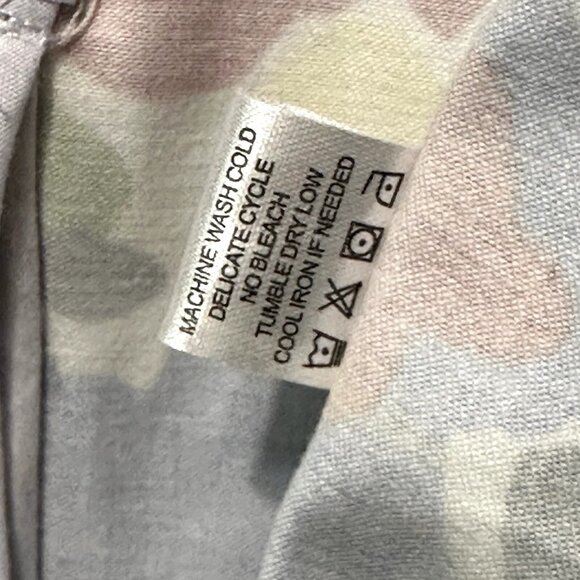 MACHINE WASH COLD
DELICATE CYCLE
NO BLEACH
TUMBLE DRY LOW
COOL IRON IF NEEDED